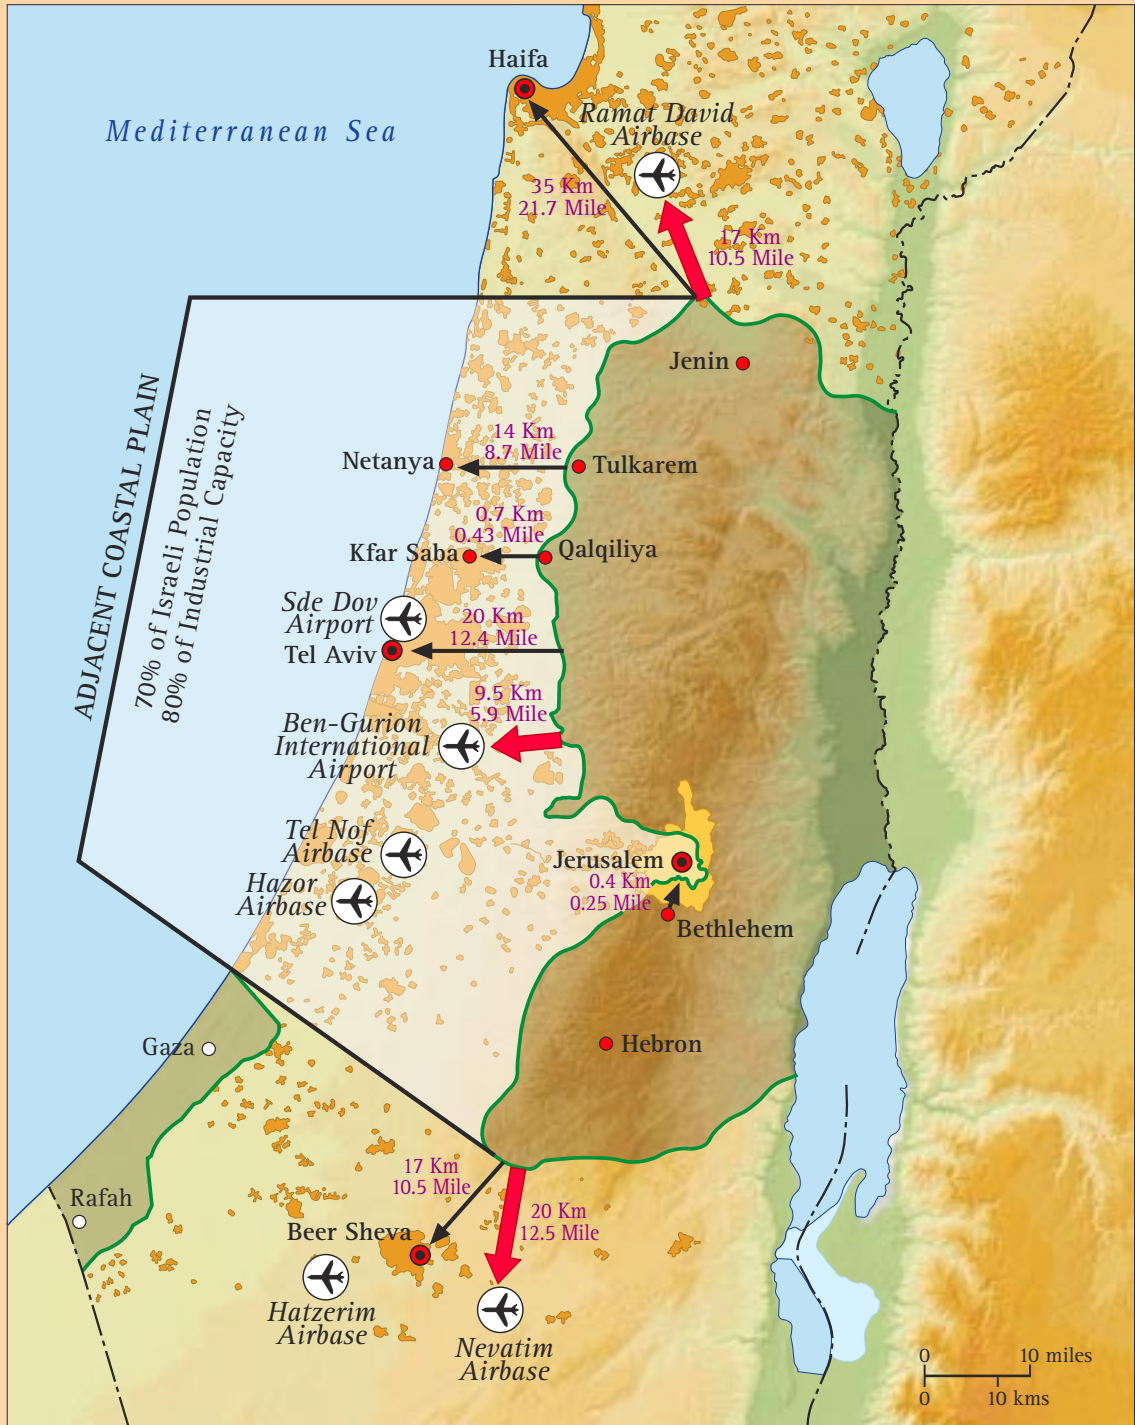 Haifa
Mediterranean Sea
Ramat David
Airbase
35 Km
21.7 Mile
17 Km
10.5 Mile
Jenin
ADJACENT COASTAL PLAIN
70% of Israeli Population
80% of Industrial Capacity
14 Km
8.7 Mile
Netanya
Tulkarem
0.7 Km
0.43 Mile
Kfar Saba
Qalqiliya
Sde Dov
Airport
20 Km
12.4 Mile
Tel Aviv
9.5 Km
5.9 Mile
Ben-Gurion
International
Airport
Tel Nof
Airbase
Hazor
Airbase
Jerusalem
0.4 Km
0.25 Mile
Bethlehem
Gaza
Hebron
17 Km
10.5 Mile
Rafah
20 Km
12.5 Mile
Beer Sheva
Hatzerim
Airbase
Nevatim
Airbase
0 10 miles
0 10 kms